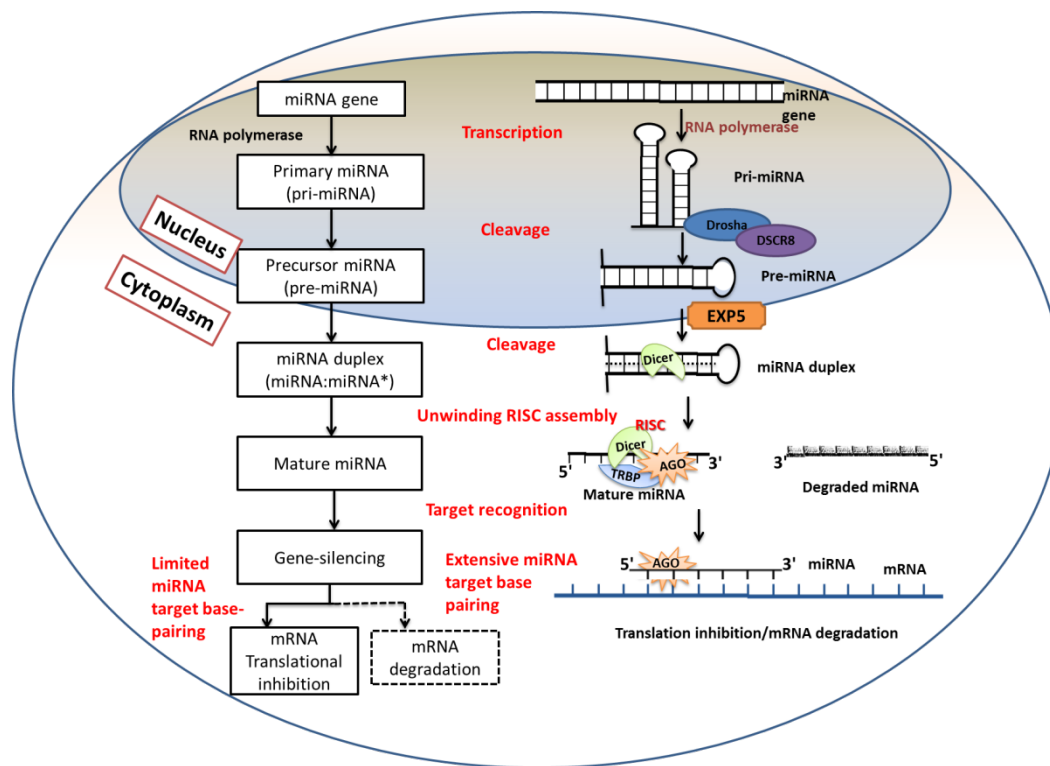 miRNA gene
RNA polymerase
Primary miRNA
(pri-miRNA)
Nucleus
Precursor miRNA
(pre-miRNA)
Cytoplasm
miRNA duplex
(miRNA:miRNA*)
Mature miRNA
Gene-silencing
mRNA
Translational
inhibition
mRNA
degradation
Transcription
Cleavage
Cleavage
Unwinding RISC assembly
Target recognition
Limited
miRNA
target base-
pairing
Extensive miRNA
target base
pairing
miRNA
gene
RNA polymerase
Pri-miRNA
Drosha
DSCR8
Pre-miRNA
EXP5
Dicer
miRNA duplex
RISC
Dicer
AGO
TRBP
5'
3'
Mature miRNA
3'
5'
Degraded miRNA
5'
AGO
3'
miRNA
mRNA
Translation inhibition/mRNA degradation